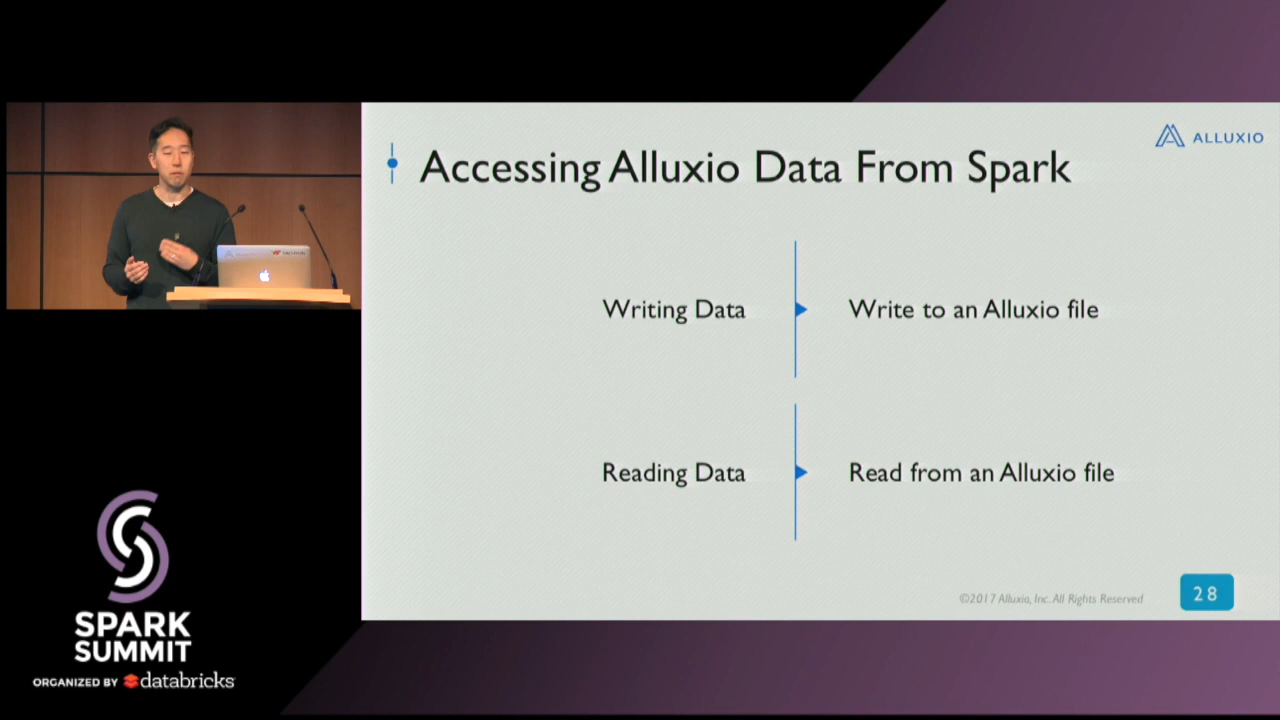 ALLUXIO
Accessing Alluxio Data From Spark
Writing Data
Write to an Alluxio file
Reading Data
Read from an Alluxio file
©2017 Alluxio, Inc. All Rights Reserved
28
SPARK
SUMMIT
ORGANIZED BY databricks